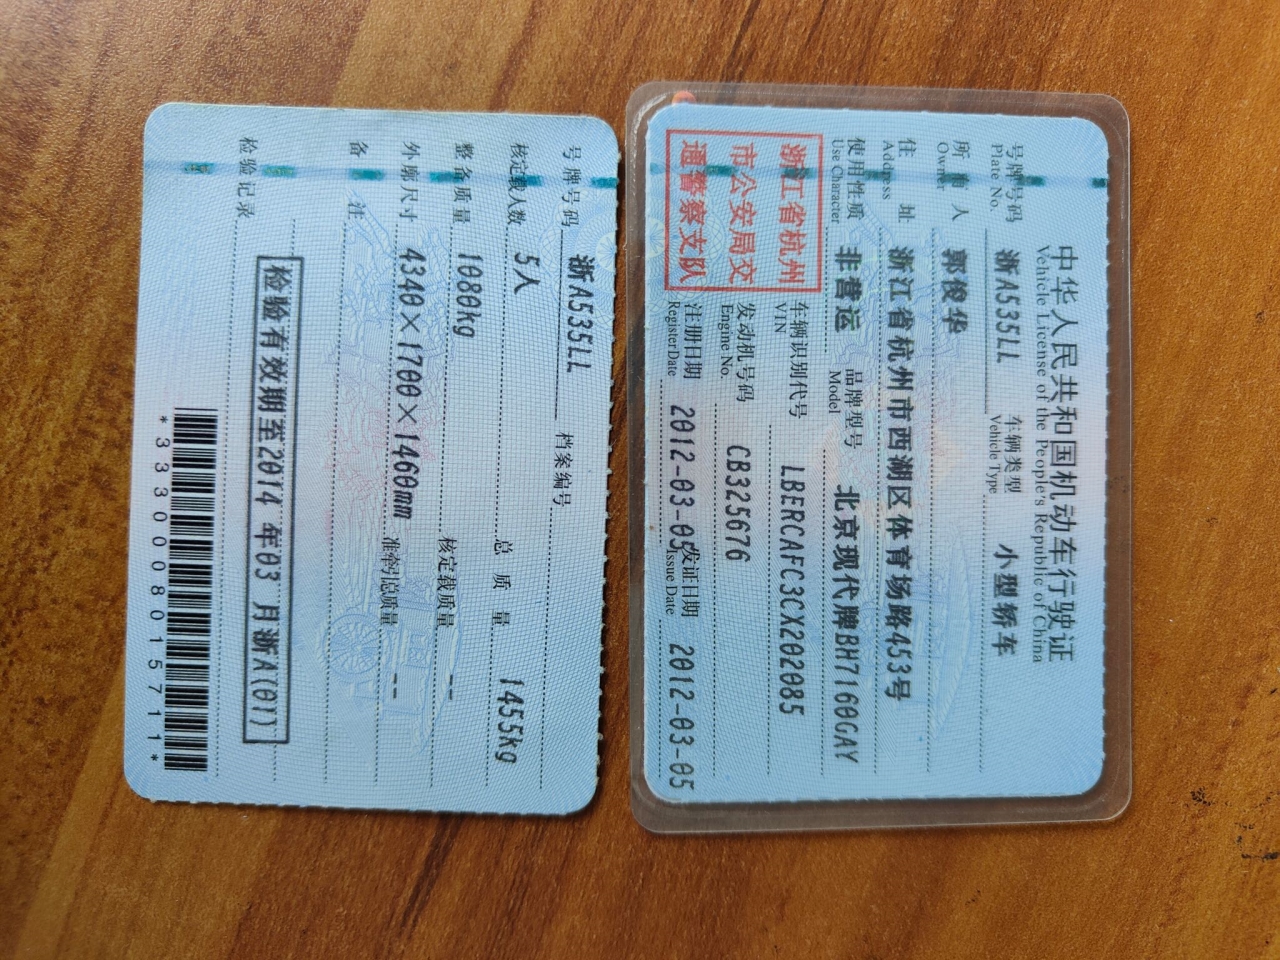 中华人民共和国机动车行驶证
Vehicle License of the People's Republic of China
号牌号码 浙A535LL 车辆类型 小型轿车
Plate No. Vehicle Type
所有人 郭俊华
Owner
住址 浙江省杭州市西湖区体育场路453号
Address
使用性质 非营运 品牌型号 北京现代牌BH7160GAY
Use Character Model
浙江省杭州
市公安局交
通警察支队
车辆识别代号 LBERCAFC3CX202085
VIN
发动机号码 CB325676
Engine No.
注册日期 2012-03-05 发证日期 2012-03-05
Register Date Issue Date
号牌号码 浙A535LL 档案编号
核定载人数 5人 总质量 1455kg
整备质量 1080kg 核定载质量 --
外廓尺寸 4340×1700×1460mm 准牵引总质量 --
备注
检验有效期至2014年03月浙A(01)
检验记录
*3330008015711*